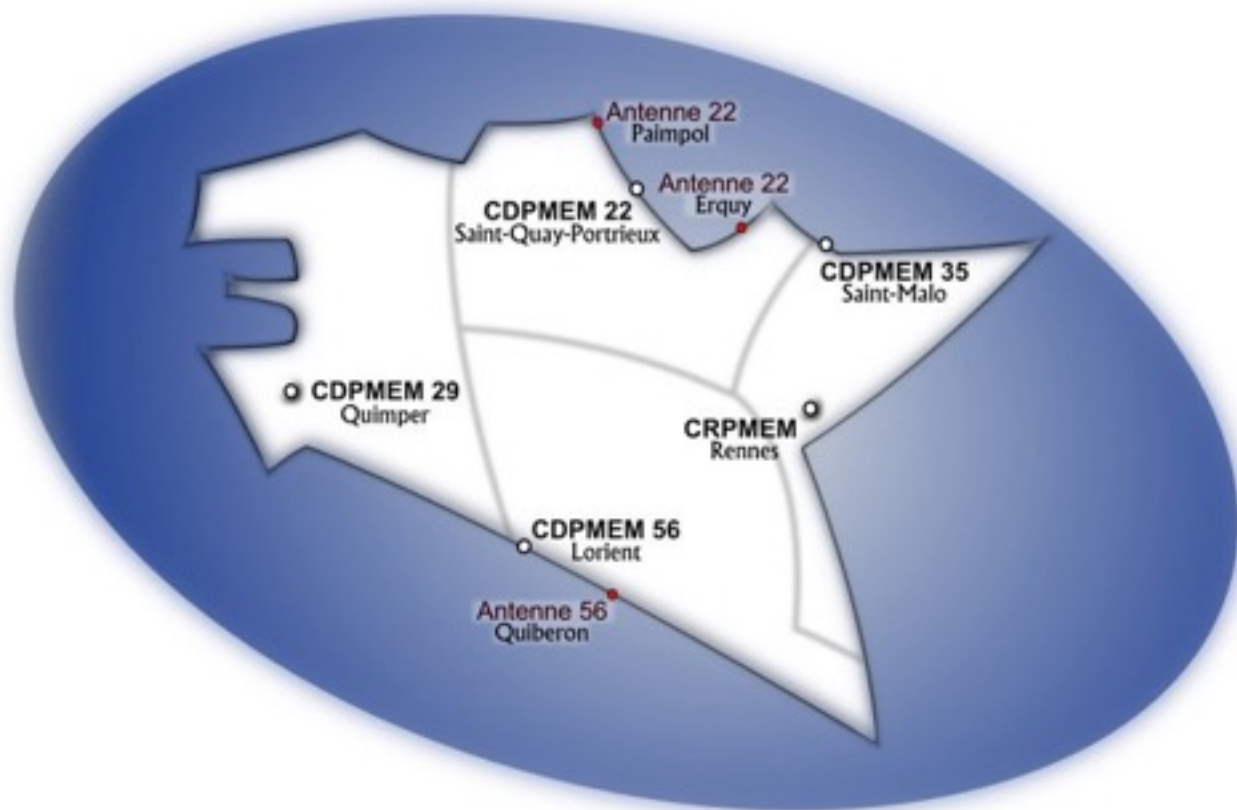 Antenne 22
Paimpol
Antenne 22
Erquy
CDPMEM 22
Saint-Quay-Portrieux
CDPMEM 35
Saint-Malo
CDPMEM 29
Quimper
CRPMEM
Rennes
CDPMEM 56
Lorient
Antenne 56
Quiberon